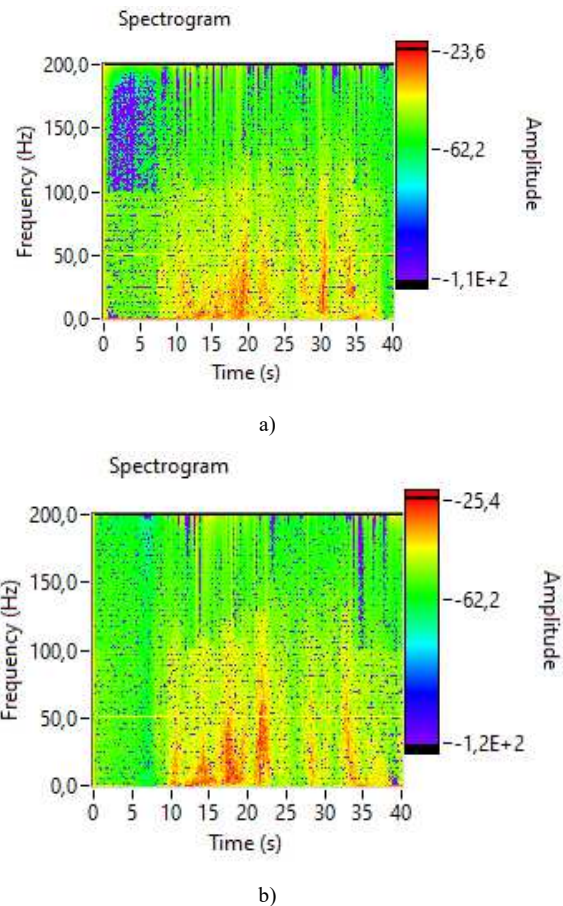 Spectrogram
-23,6
200,0
150,0
-62,2
Frequency (Hz)
Amplitude
100,0
50,0
-1,1E+2
0,0
0 5 10 15 20 25 30 35 40
Time (s)
a)
Spectrogram
-25,4
200,0
150,0
-62,2
Frequency (Hz)
Amplitude
100,0
50,0
-1,2E+2
0,0
0 5 10 15 20 25 30 35 40
Time (s)
b)